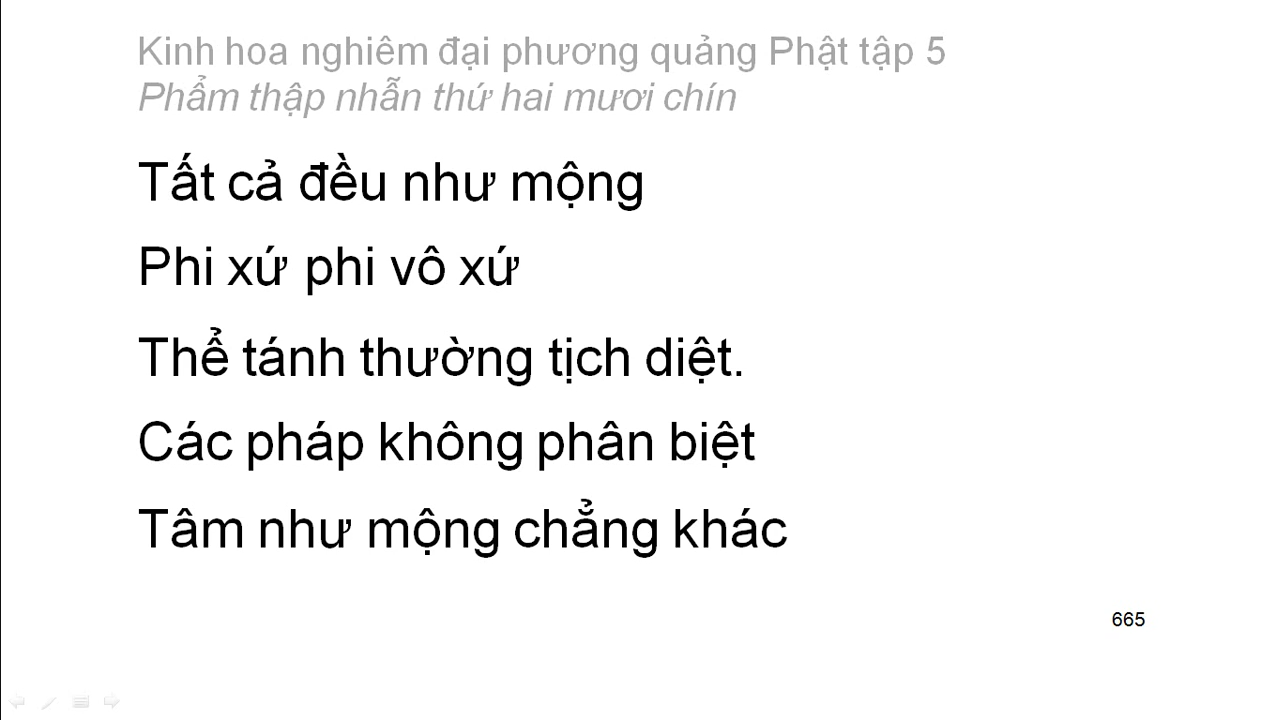 Kinh hoa nghiêm đại phương quảng Phật tập 5
Phẩm thập nhẫn thứ hai mươi chín
Tất cả đều như mộng
Phi xứ phi vô xứ
Thể tánh thường tịch diệt.
Các pháp không phân biệt
Tâm như mộng chẳng khác
665